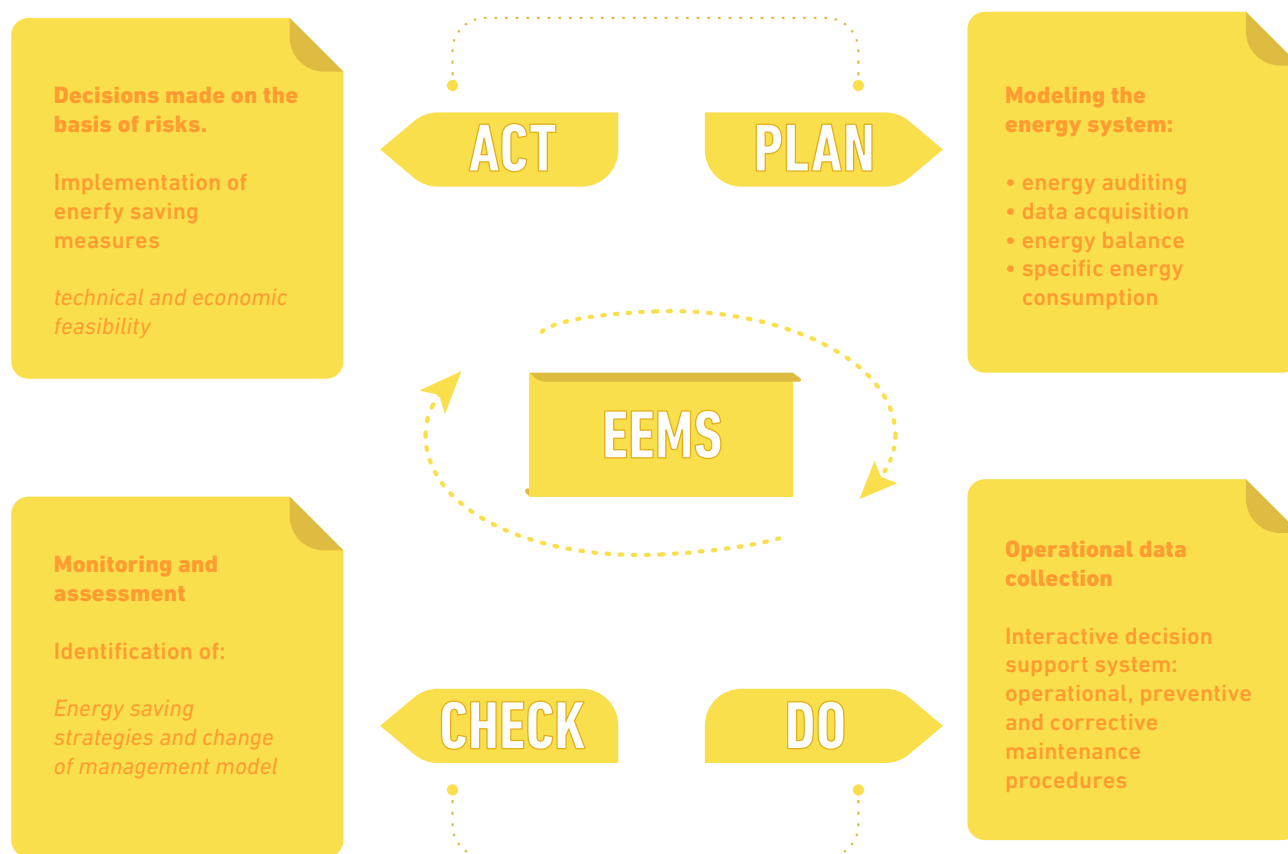 Decisions made on the
basis of risks.
Implementation of
enerfy saving
measures
technical and economic
feasibility
ACT
PLAN
Modeling the
energy system:
• energy auditing
• data acquisition
• energy balance
• specific energy
consumption
EEMS
Monitoring and
assessment
Identification of:
Energy saving
strategies and change
of management model
CHECK
DO
Operational data
collection
Interactive decision
support system:
operational, preventive
and corrective
maintenance
procedures